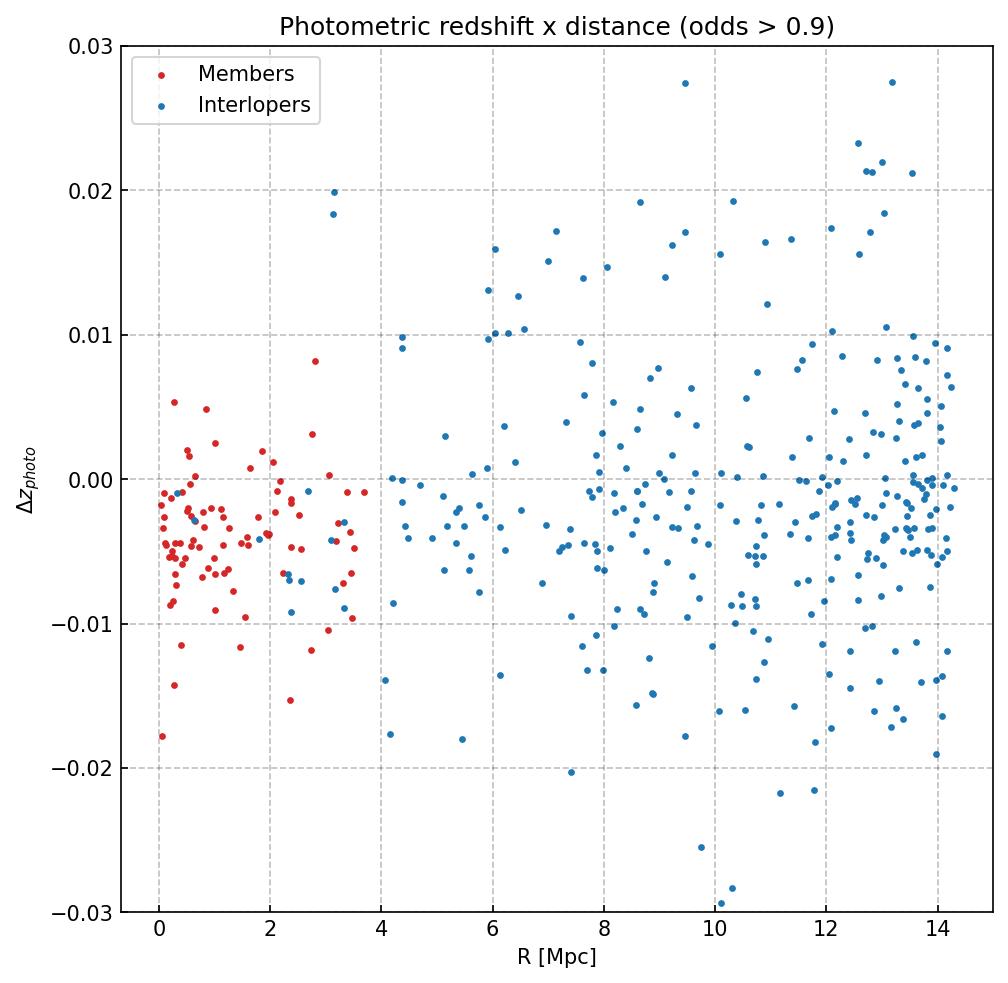 Photometric redshift x distance (odds > 0.9)
Members
Interlopers
0.03
0.02
0.01
0.00
−0.01
−0.02
−0.03
Δz_photo
0 2 4 6 8 10 12 14
R [Mpc]